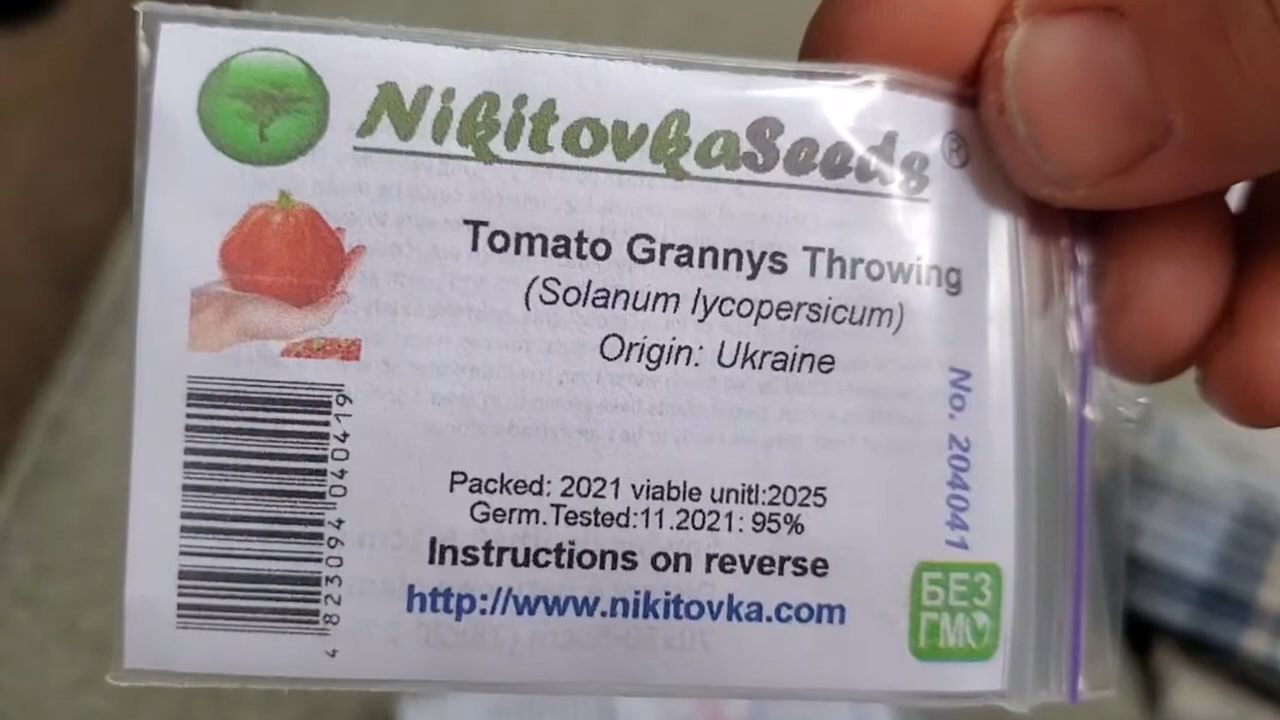 NikitovkaSeeds®
Tomato Grannys Throwing
(Solanum lycopersicum)
Origin: Ukraine
No. 204041
4 823094 040419
Packed: 2021 viable unitl:2025
Germ.Tested:11.2021: 95%
Instructions on reverse
http://www.nikitovka.com
БЕЗ
ГМО